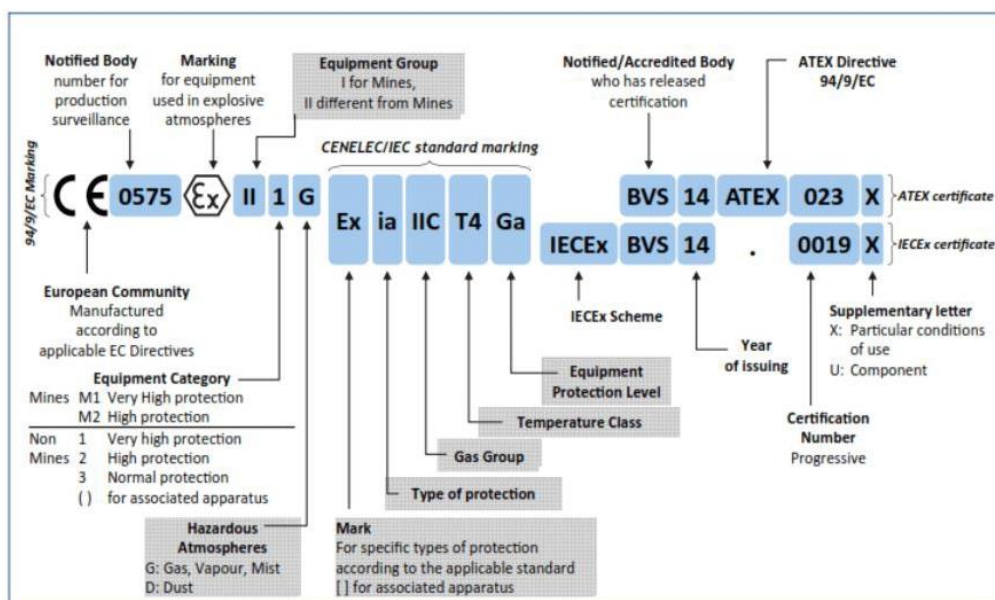 Notified Body
number for
production
surveillance
Marking
for equipment
used in explosive
atmospheres
Equipment Group
I for Mines,
II different from Mines
Notified/Accredited Body
who has released
certification
ATEX Directive
94/9/EC
CENELEC/IEC standard marking
94/9/EC Marking
CE 0575 Ex II 1 G
Ex ia IIC T4 Ga
BVS 14 ATEX 023 X
ATEX certificate
IECEx BVS 14 . 0019 X
IECEx certificate
European Community
Manufactured
according to
applicable EC Directives
Equipment Category
Mines M1 Very High protection
M2 High protection
Non 1 Very high protection
Mines 2 High protection
3 Normal protection
( ) for associated apparatus
Hazardous
Atmospheres
G: Gas, Vapour, Mist
D: Dust
Mark
For specific types of protection
according to the applicable standard
[ ] for associated apparatus
Type of protection
Gas Group
Temperature Class
Equipment
Protection Level
IECEx Scheme
Year
of issuing
Certification
Number
Progressive
Supplementary letter
X: Particular conditions
of use
U: Component